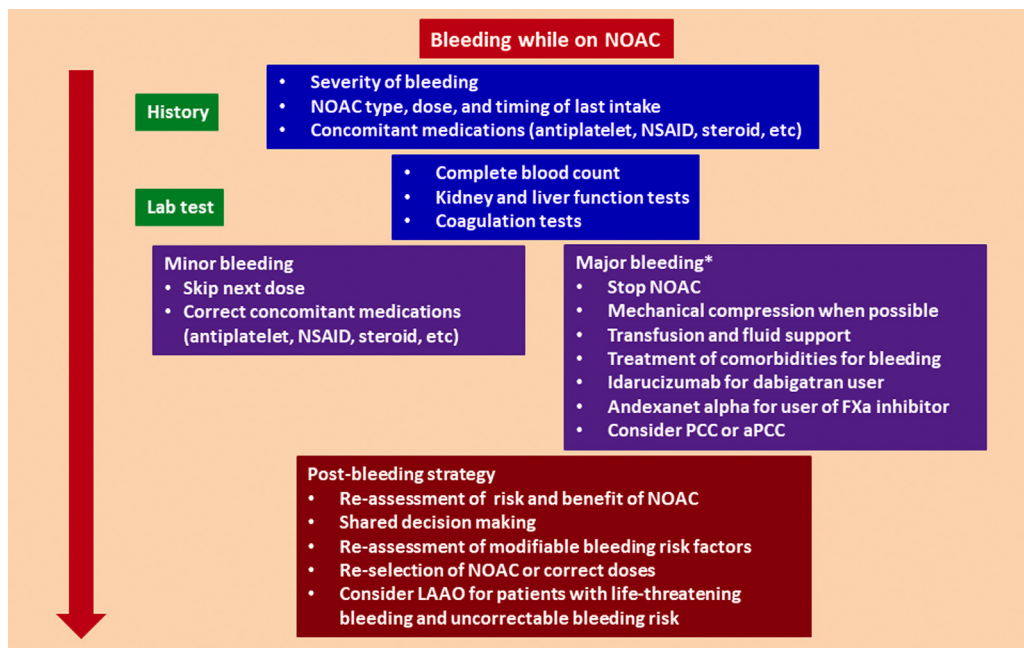 Bleeding while on NOAC
History
• Severity of bleeding
• NOAC type, dose, and timing of last intake
• Concomitant medications (antiplatelet, NSAID, steroid, etc)
Lab test
• Complete blood count
• Kidney and liver function tests
• Coagulation tests
Minor bleeding
• Skip next dose
• Correct concomitant medications
(antiplatelet, NSAID, steroid, etc)
Major bleeding*
• Stop NOAC
• Mechanical compression when possible
• Transfusion and fluid support
• Treatment of comorbidities for bleeding
• Idarucizumab for dabigatran user
• Andexanet alpha for user of FXa inhibitor
• Consider PCC or aPCC
Post-bleeding strategy
• Re-assessment of risk and benefit of NOAC
• Shared decision making
• Re-assessment of modifiable bleeding risk factors
• Re-selection of NOAC or correct doses
• Consider LAAO for patients with life-threatening
bleeding and uncorrectable bleeding risk